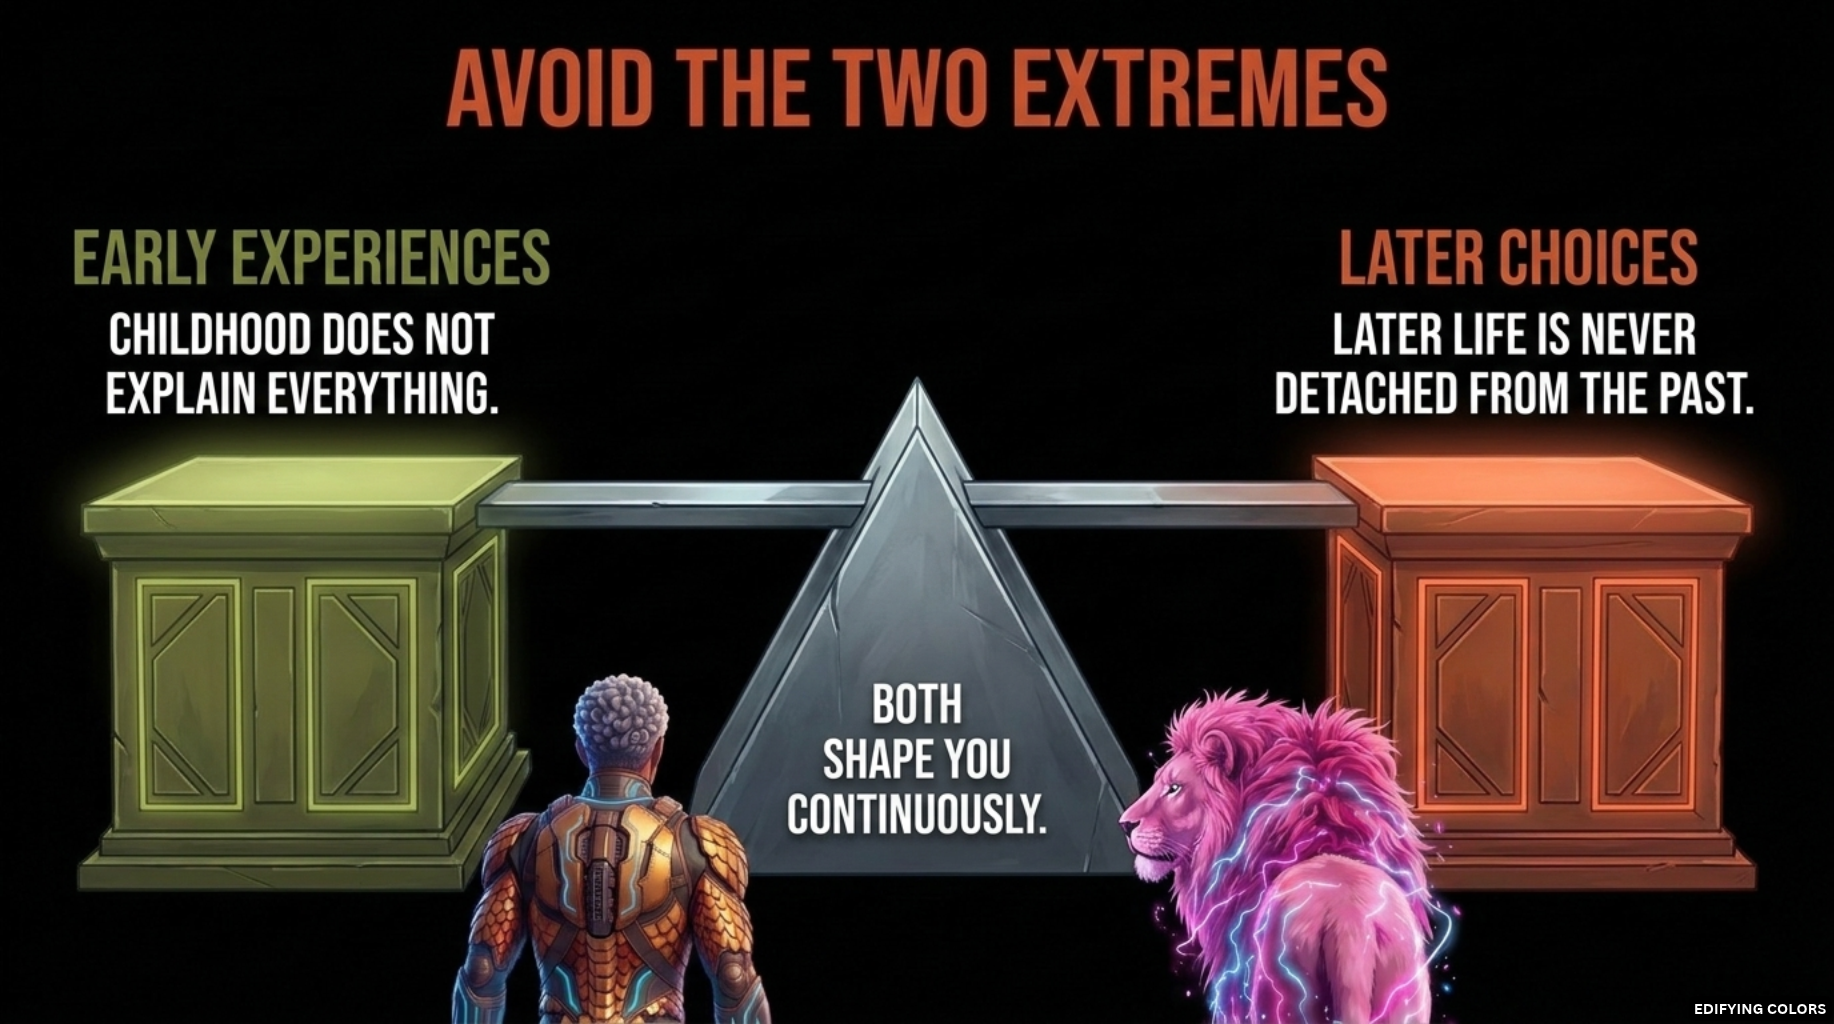 AVOID THE TWO EXTREMES
EARLY EXPERIENCES
CHILDHOOD DOES NOT
EXPLAIN EVERYTHING.
LATER CHOICES
LATER LIFE IS NEVER
DETACHED FROM THE PAST.
BOTH
SHAPE YOU
CONTINUOUSLY.
EDIFYING COLORS